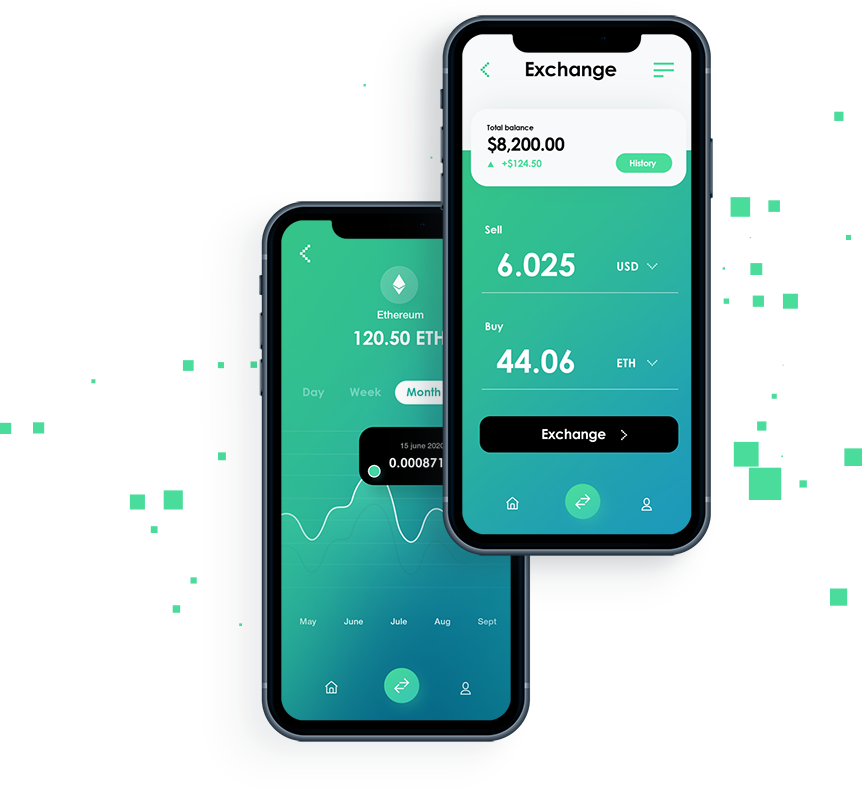 Exchange
Total balance
$8,200.00
▲ +$124.50
History
Sell
6.025 USD
Buy
44.06 ETH
Exchange
Ethereum
120.50 ETH
Day Week Month
15 june 2020
0.000871
May June Jule Aug Sept